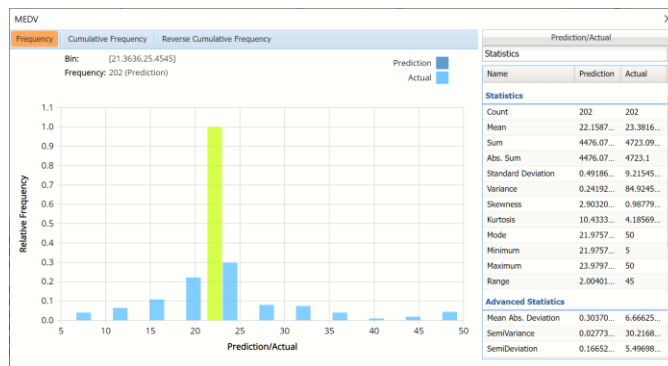 MEDV
Frequency Cumulative Frequency Reverse Cumulative Frequency
Bin: [21.3636,25.4545]
Frequency: 202 (Prediction)
Prediction
Actual
Relative Frequency
1.1
1.0
0.9
0.8
0.7
0.6
0.5
0.4
0.3
0.2
0.1
0.0
5 10 15 20 25 30 35 40 45 50
Prediction/Actual
Prediction/Actual
Statistics
Name Prediction Actual
Statistics
Count 202 202
Mean 22.1587... 23.3816...
Sum 4476.07... 4723.09...
Abs. Sum 4476.07... 4723.1
Standard Deviation 0.49186... 9.21545...
Variance 0.24192... 84.9245...
Skewness 2.90320... 0.98779...
Kurtosis 10.4333... 4.18569...
Mode 21.9757... 50
Minimum 21.9757... 5
Maximum 23.9797... 50
Range 2.00401... 45
Advanced Statistics
Mean Abs. Deviation 0.30370... 6.66625...
SemiVariance 0.02773... 30.2168...
SemiDeviation 0.16652... 5.49698...